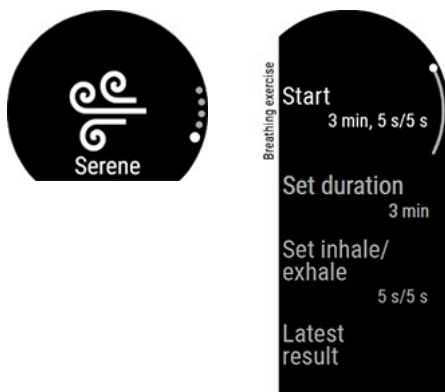 Serene
Breathing exercise
Start
3 min, 5 s/5 s
Set duration
3 min
Set inhale/
exhale
5 s/5 s
Latest
result